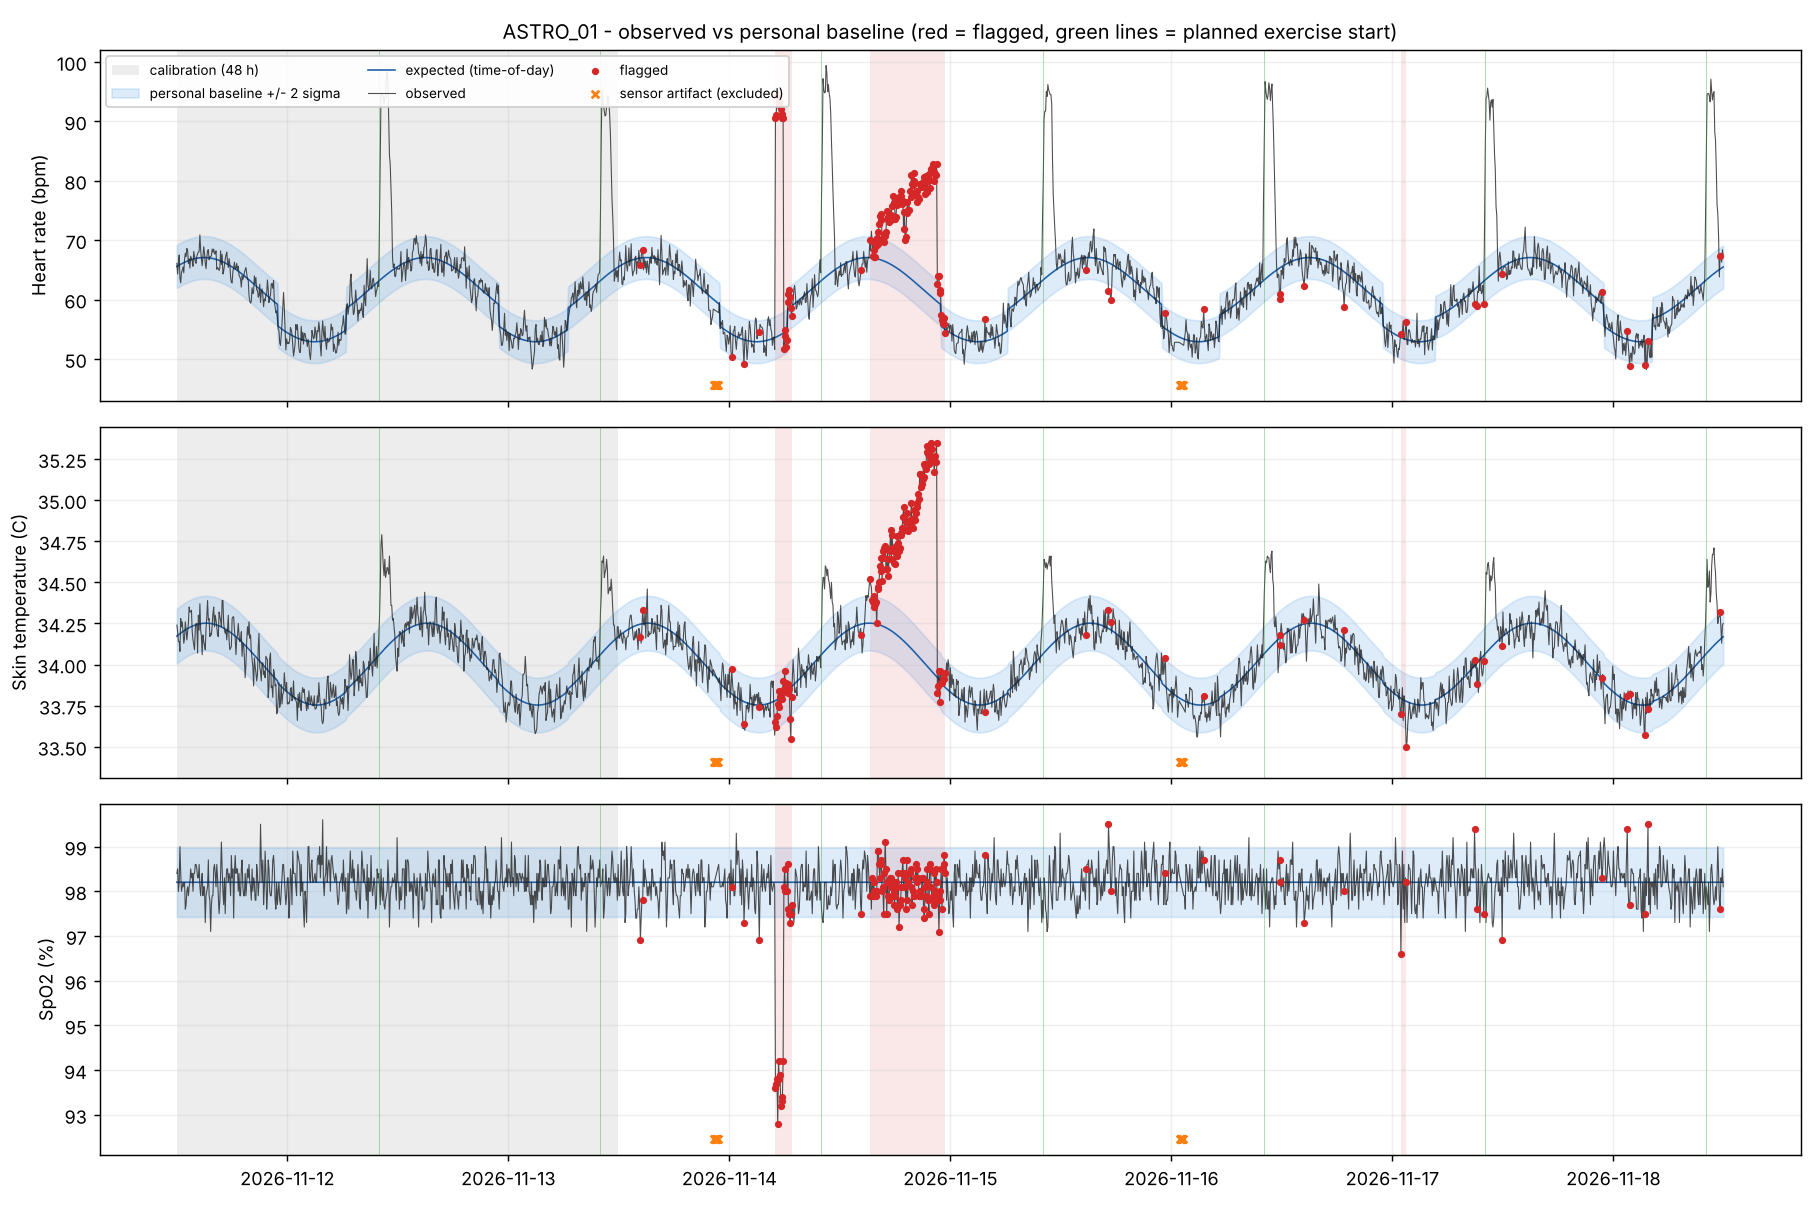 ASTRO_01 - observed vs personal baseline (red = flagged, green lines = planned exercise start)
calibration (48 h)
personal baseline +/- 2 sigma
expected (time-of-day)
observed
flagged
sensor artifact (excluded)
Heart rate (bpm)
100
90
80
70
60
50
Skin temperature (C)
35.25
35.00
34.75
34.50
34.25
34.00
33.75
33.50
SpO2 (%)
99
98
97
96
95
94
93
2026-11-12
2026-11-13
2026-11-14
2026-11-15
2026-11-16
2026-11-17
2026-11-18